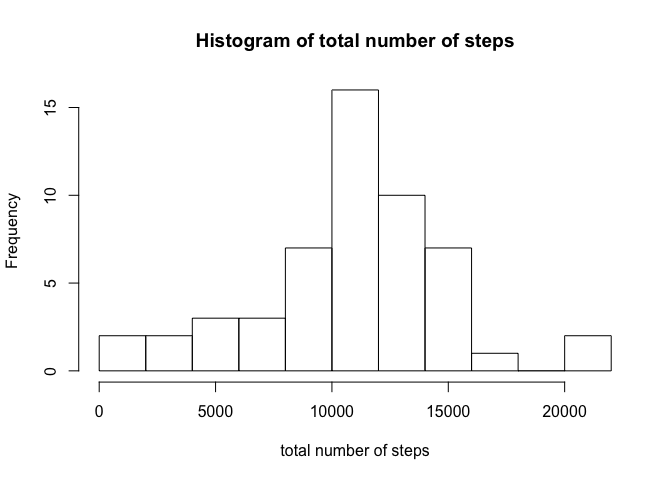 Histogram of total number of steps
15
10
5
0
Frequency
0 5000 10000 15000 20000
total number of steps